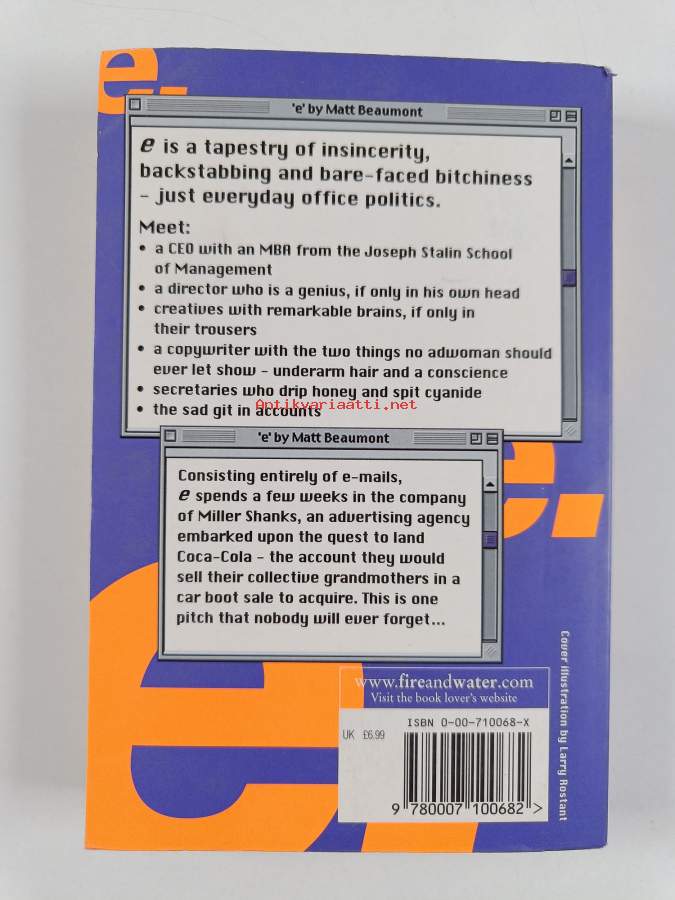 e.
'e' by Matt Beaumont
e is a tapestry of insincerity,
backstabbing and bare-faced bitchiness
- just everyday office politics.
Meet:
• a CEO with an MBA from the Joseph Stalin School
of Management
• a director who is a genius, if only in his own head
• creatives with remarkable brains, if only in
their trousers
• a copywriter with the two things no adwoman should
ever let show - underarm hair and a conscience
• secretaries who drip honey and spit cyanide
• the sad git in accounts
Antikvariaatti.net
'e' by Matt Beaumont
Consisting entirely of e-mails,
e spends a few weeks in the company
of Miller Shanks, an advertising agency
embarked upon the quest to land
Coca-Cola - the account they would
sell their collective grandmothers in a
car boot sale to acquire. This is one
pitch that nobody will ever forget...
e.
e.
www.fireandwater.com
Visit the book lover's website
ISBN 0-00-710068-X
UK £6.99
9 780007 100682 >
Cover illustration by Larry Rostant